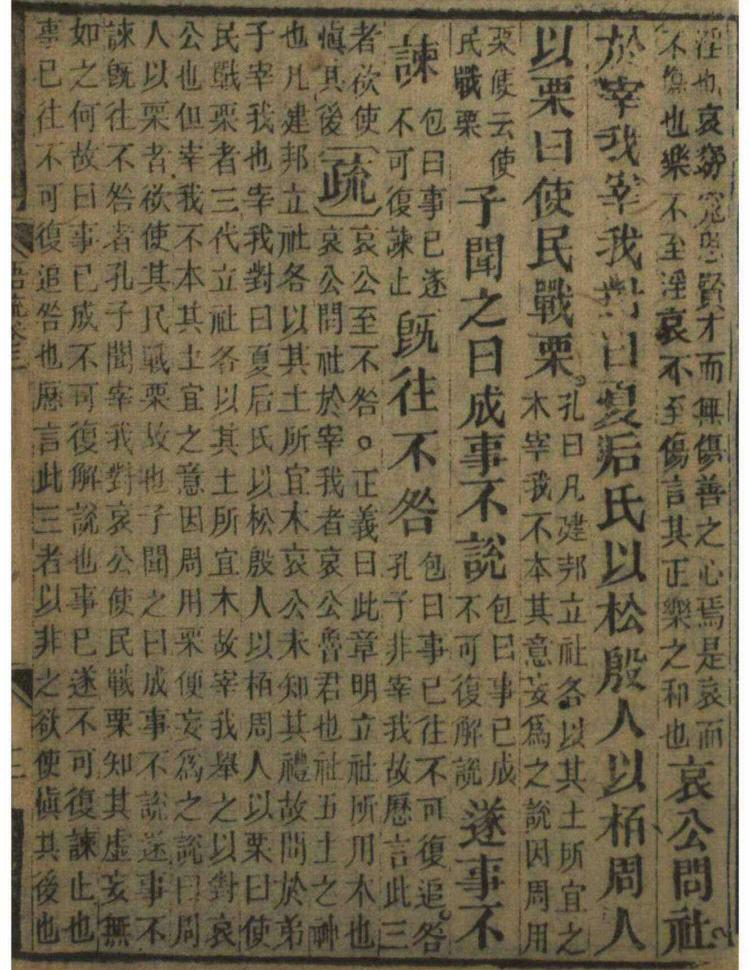 淫也哀窈窕思賢才而無傷善之心焉是哀而
不傷也樂不至淫哀不至傷言其正樂之和也
哀公問社
於宰我宰我對曰夏后氏以松殷人以栢周人
以栗曰使民戰栗。
孔曰凡建邦立社各以其土所宜之
木宰我不本其意妄爲之說因周用
栗便云使
民戰栗
子聞之曰成事不說
包曰事已成
不可復解說
遂事不
諫
包曰事已遂
不可復諫止
既往不咎
包曰事已往不可復追咎
孔子非宰我故歷言此三
者欲使
愼其後
疏
哀公至不咎。正義曰此章明立社所用木也
哀公問社於宰我者哀公魯君也社五土之神
也凡建邦立社各以其土所宜木哀公未知其禮故問於弟
子宰我也宰我對曰夏后氏以松殷人以栢周人以栗曰使
民戰栗者三代立社各以其土所宜木故宰我舉之以對哀
公也但宰我不本其土宜之意因周用栗便妄爲之說曰周
人以栗者欲使其民戰栗故也子聞之曰成事不說遂事不
諫既往不咎者孔子聞宰我對哀公使民戰栗知其虛妄無
如之何故曰事已成不可復解說也事已遂不可復諫止也
事已往不可復追咎也歷言此三者以非之欲使愼其後也
語疏卷三